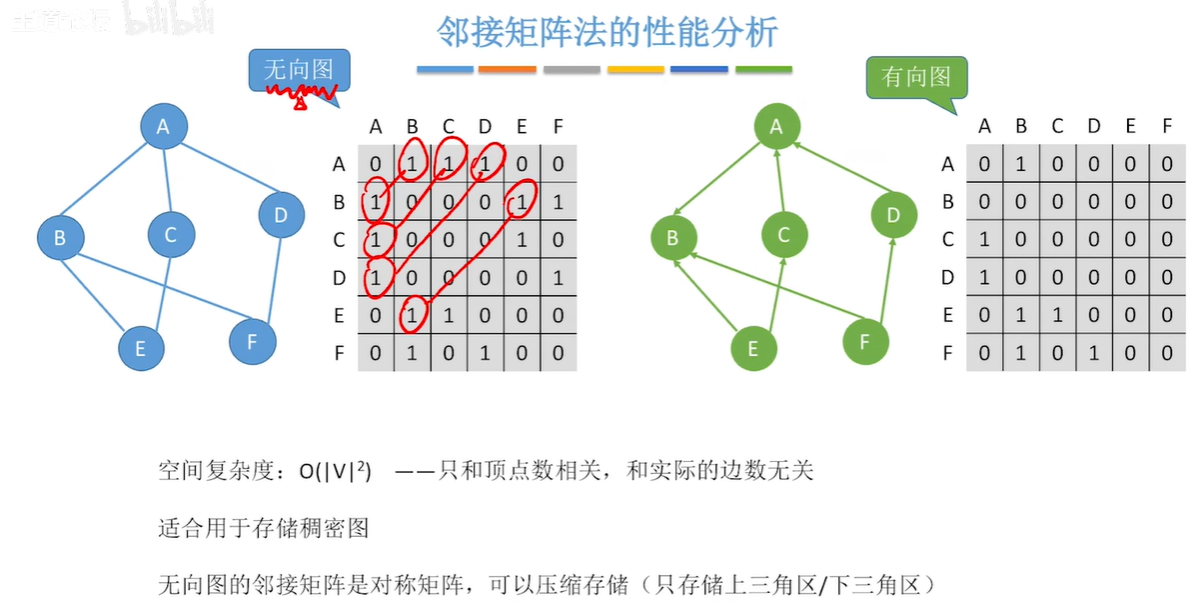 邻接矩阵法的性能分析
无向图
有向图
A
B
C
D
E
F
A B C D E F
A 0 1 1 1 0 0
B 1 0 0 0 1 1
C 1 0 0 0 1 0
D 1 0 0 0 0 1
E 0 1 1 0 0 0
F 0 1 0 1 0 0
A
B
C
D
E
F
A B C D E F
A 0 1 0 0 0 0
B 0 0 0 0 0 0
C 1 0 0 0 0 0
D 1 0 0 0 0 0
E 0 1 1 0 0 0
F 0 1 0 1 0 0
空间复杂度：O(|V|²) ——只和顶点数相关，和实际的边数无关
适合用于存储稠密图
无向图的邻接矩阵是对称矩阵，可以压缩存储（只存储上三角区/下三角区）
bilibili